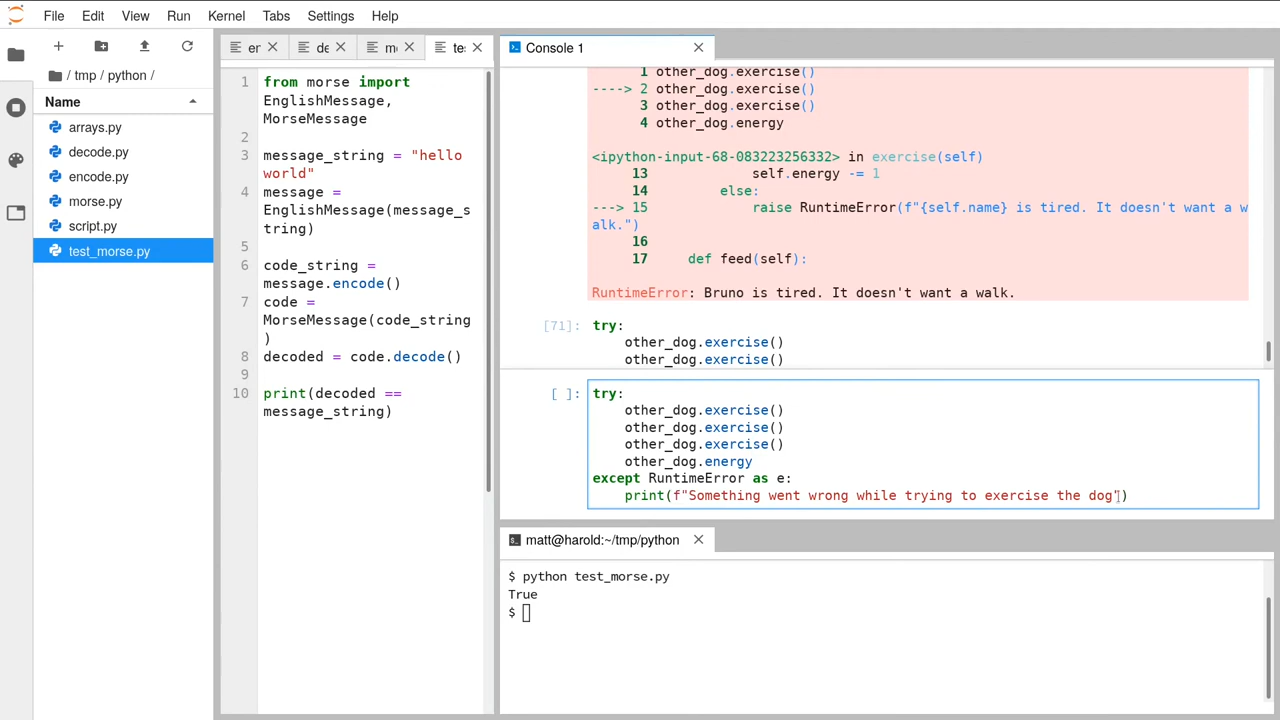 File Edit View Run Kernel Tabs Settings Help
/ tmp / python /
Name
arrays.py
decode.py
encode.py
morse.py
script.py
test_morse.py
er de m te:
1 from morse import
EnglishMessage,
MorseMessage
2
3 message_string = "hello
world"
4 message =
EnglishMessage(message_s
tring)
5
6 code_string =
message.encode()
7 code =
MorseMessage(code_string
)
8 decoded = code.decode()
9
10 print(decoded ==
message_string)
Console 1
1 other_dog.exercise()
----> 2 other_dog.exercise()
3 other_dog.exercise()
4 other_dog.energy
<ipython-input-68-083223256332> in exercise(self)
13 self.energy -= 1
14 else:
---> 15 raise RuntimeError(f"{self.name} is tired. It doesn't want a w
alk.")
16
17 def feed(self):
RuntimeError: Bruno is tired. It doesn't want a walk.
[71]: try:
other_dog.exercise()
other_dog.exercise()
[ ]: try:
other_dog.exercise()
other_dog.exercise()
other_dog.exercise()
other_dog.energy
except RuntimeError as e:
print(f"Something went wrong while trying to exercise the dog")
matt@harold:~/tmp/python
$ python test_morse.py
True
$